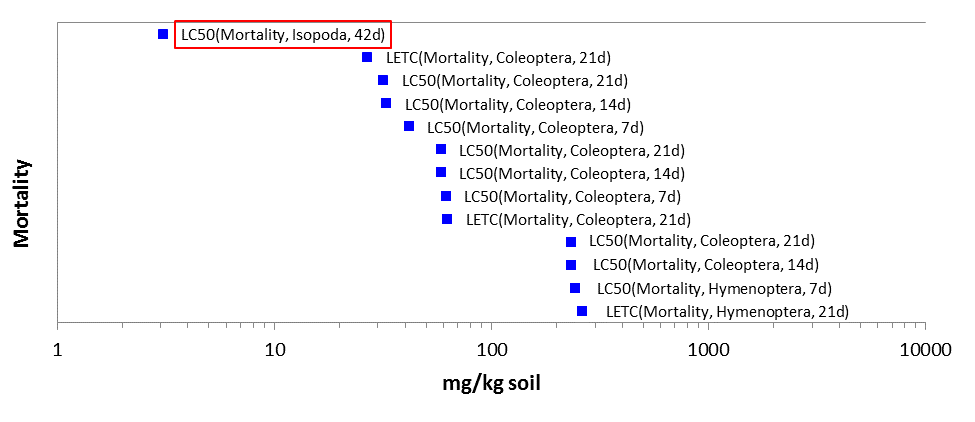 LC50(Mortality, Isopoda, 42d)
LETC(Mortality, Coleoptera, 21d)
LC50(Mortality, Coleoptera, 21d)
LC50(Mortality, Coleoptera, 14d)
LC50(Mortality, Coleoptera, 7d)
LC50(Mortality, Coleoptera, 21d)
LC50(Mortality, Coleoptera, 14d)
LC50(Mortality, Coleoptera, 7d)
LETC(Mortality, Coleoptera, 21d)
LC50(Mortality, Coleoptera, 21d)
LC50(Mortality, Coleoptera, 14d)
LC50(Mortality, Hymenoptera, 7d)
LETC(Mortality, Hymenoptera, 21d)
Mortality
1 10 100 1000 10000
mg/kg soil